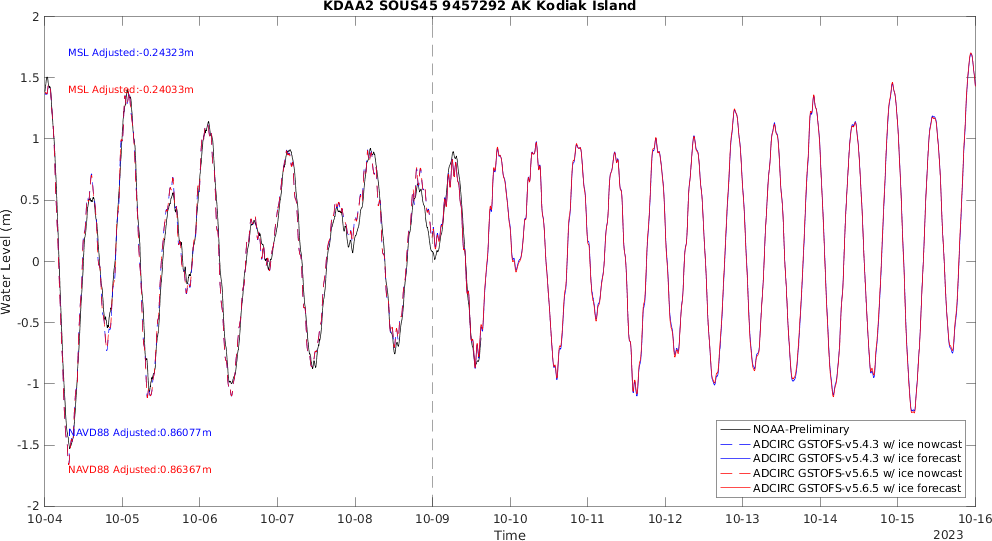 KDAA2 SOUS45 9457292 AK Kodiak Island
MSL Adjusted:-0.24323m
MSL Adjusted:-0.24033m
NAVD88 Adjusted:0.86077m
NAVD88 Adjusted:0.86367m
Water Level (m)
2
1.5
1
0.5
0
-0.5
-1
-1.5
-2
NOAA-Preliminary
ADCIRC GSTOFS-v5.4.3 w/ ice nowcast
ADCIRC GSTOFS-v5.4.3 w/ ice forecast
ADCIRC GSTOFS-v5.6.5 w/ ice nowcast
ADCIRC GSTOFS-v5.6.5 w/ ice forecast
10-04 10-05 10-06 10-07 10-08 10-09 10-10 10-11 10-12 10-13 10-14 10-15 10-16
Time
2023